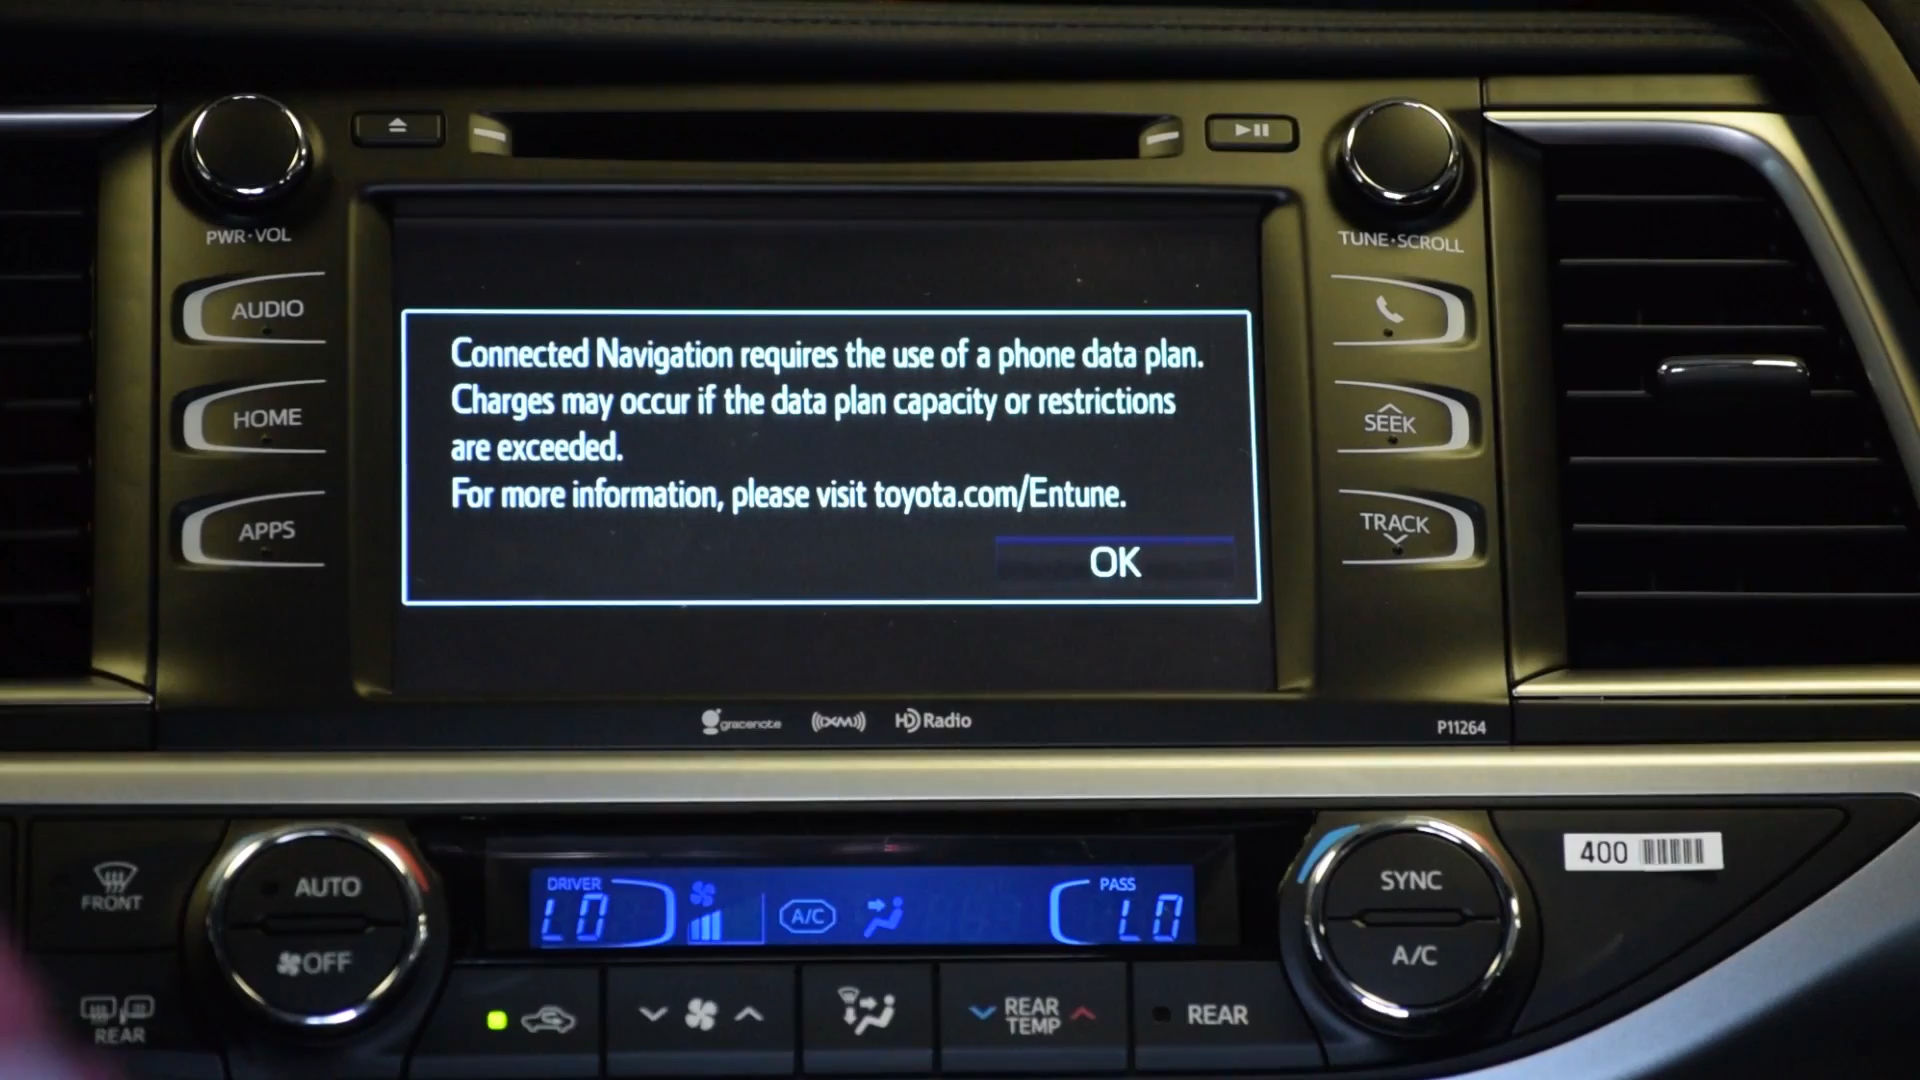 PWR•VOL
TUNE•SCROLL
AUDIO
HOME
APPS
SEEK
TRACK
Connected Navigation requires the use of a phone data plan.
Charges may occur if the data plan capacity or restrictions
are exceeded.
For more information, please visit toyota.com/Entune.
OK
gracenote
((XM))
HD Radio
P11264
FRONT
AUTO
OFF
REAR
DRIVER
LO
A/C
PASS
LO
SYNC
A/C
400
REAR
TEMP
REAR